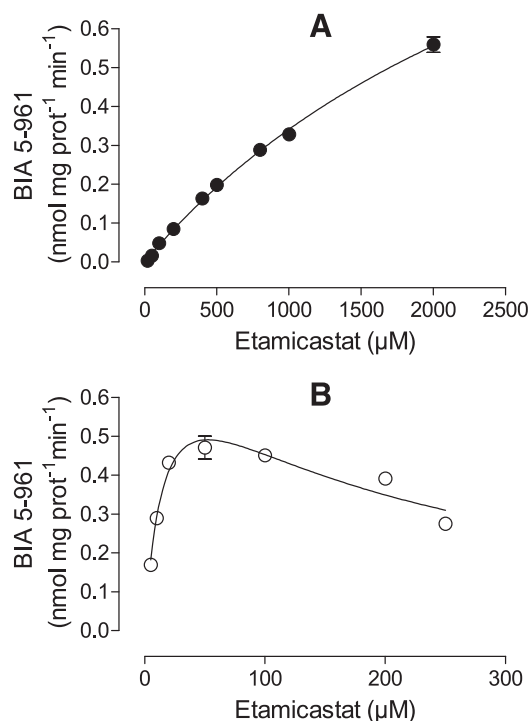 A
BIA 5-961
(nmol mg prot⁻¹ min⁻¹)
0.6
0.5
0.4
0.3
0.2
0.1
0.0
0 500 1000 1500 2000 2500
Etamicastat (µM)
B
BIA 5-961
(nmol mg prot⁻¹min⁻¹)
0.6
0.5
0.4
0.3
0.2
0.1
0.0
0 100 200 300
Etamicastat (µM)